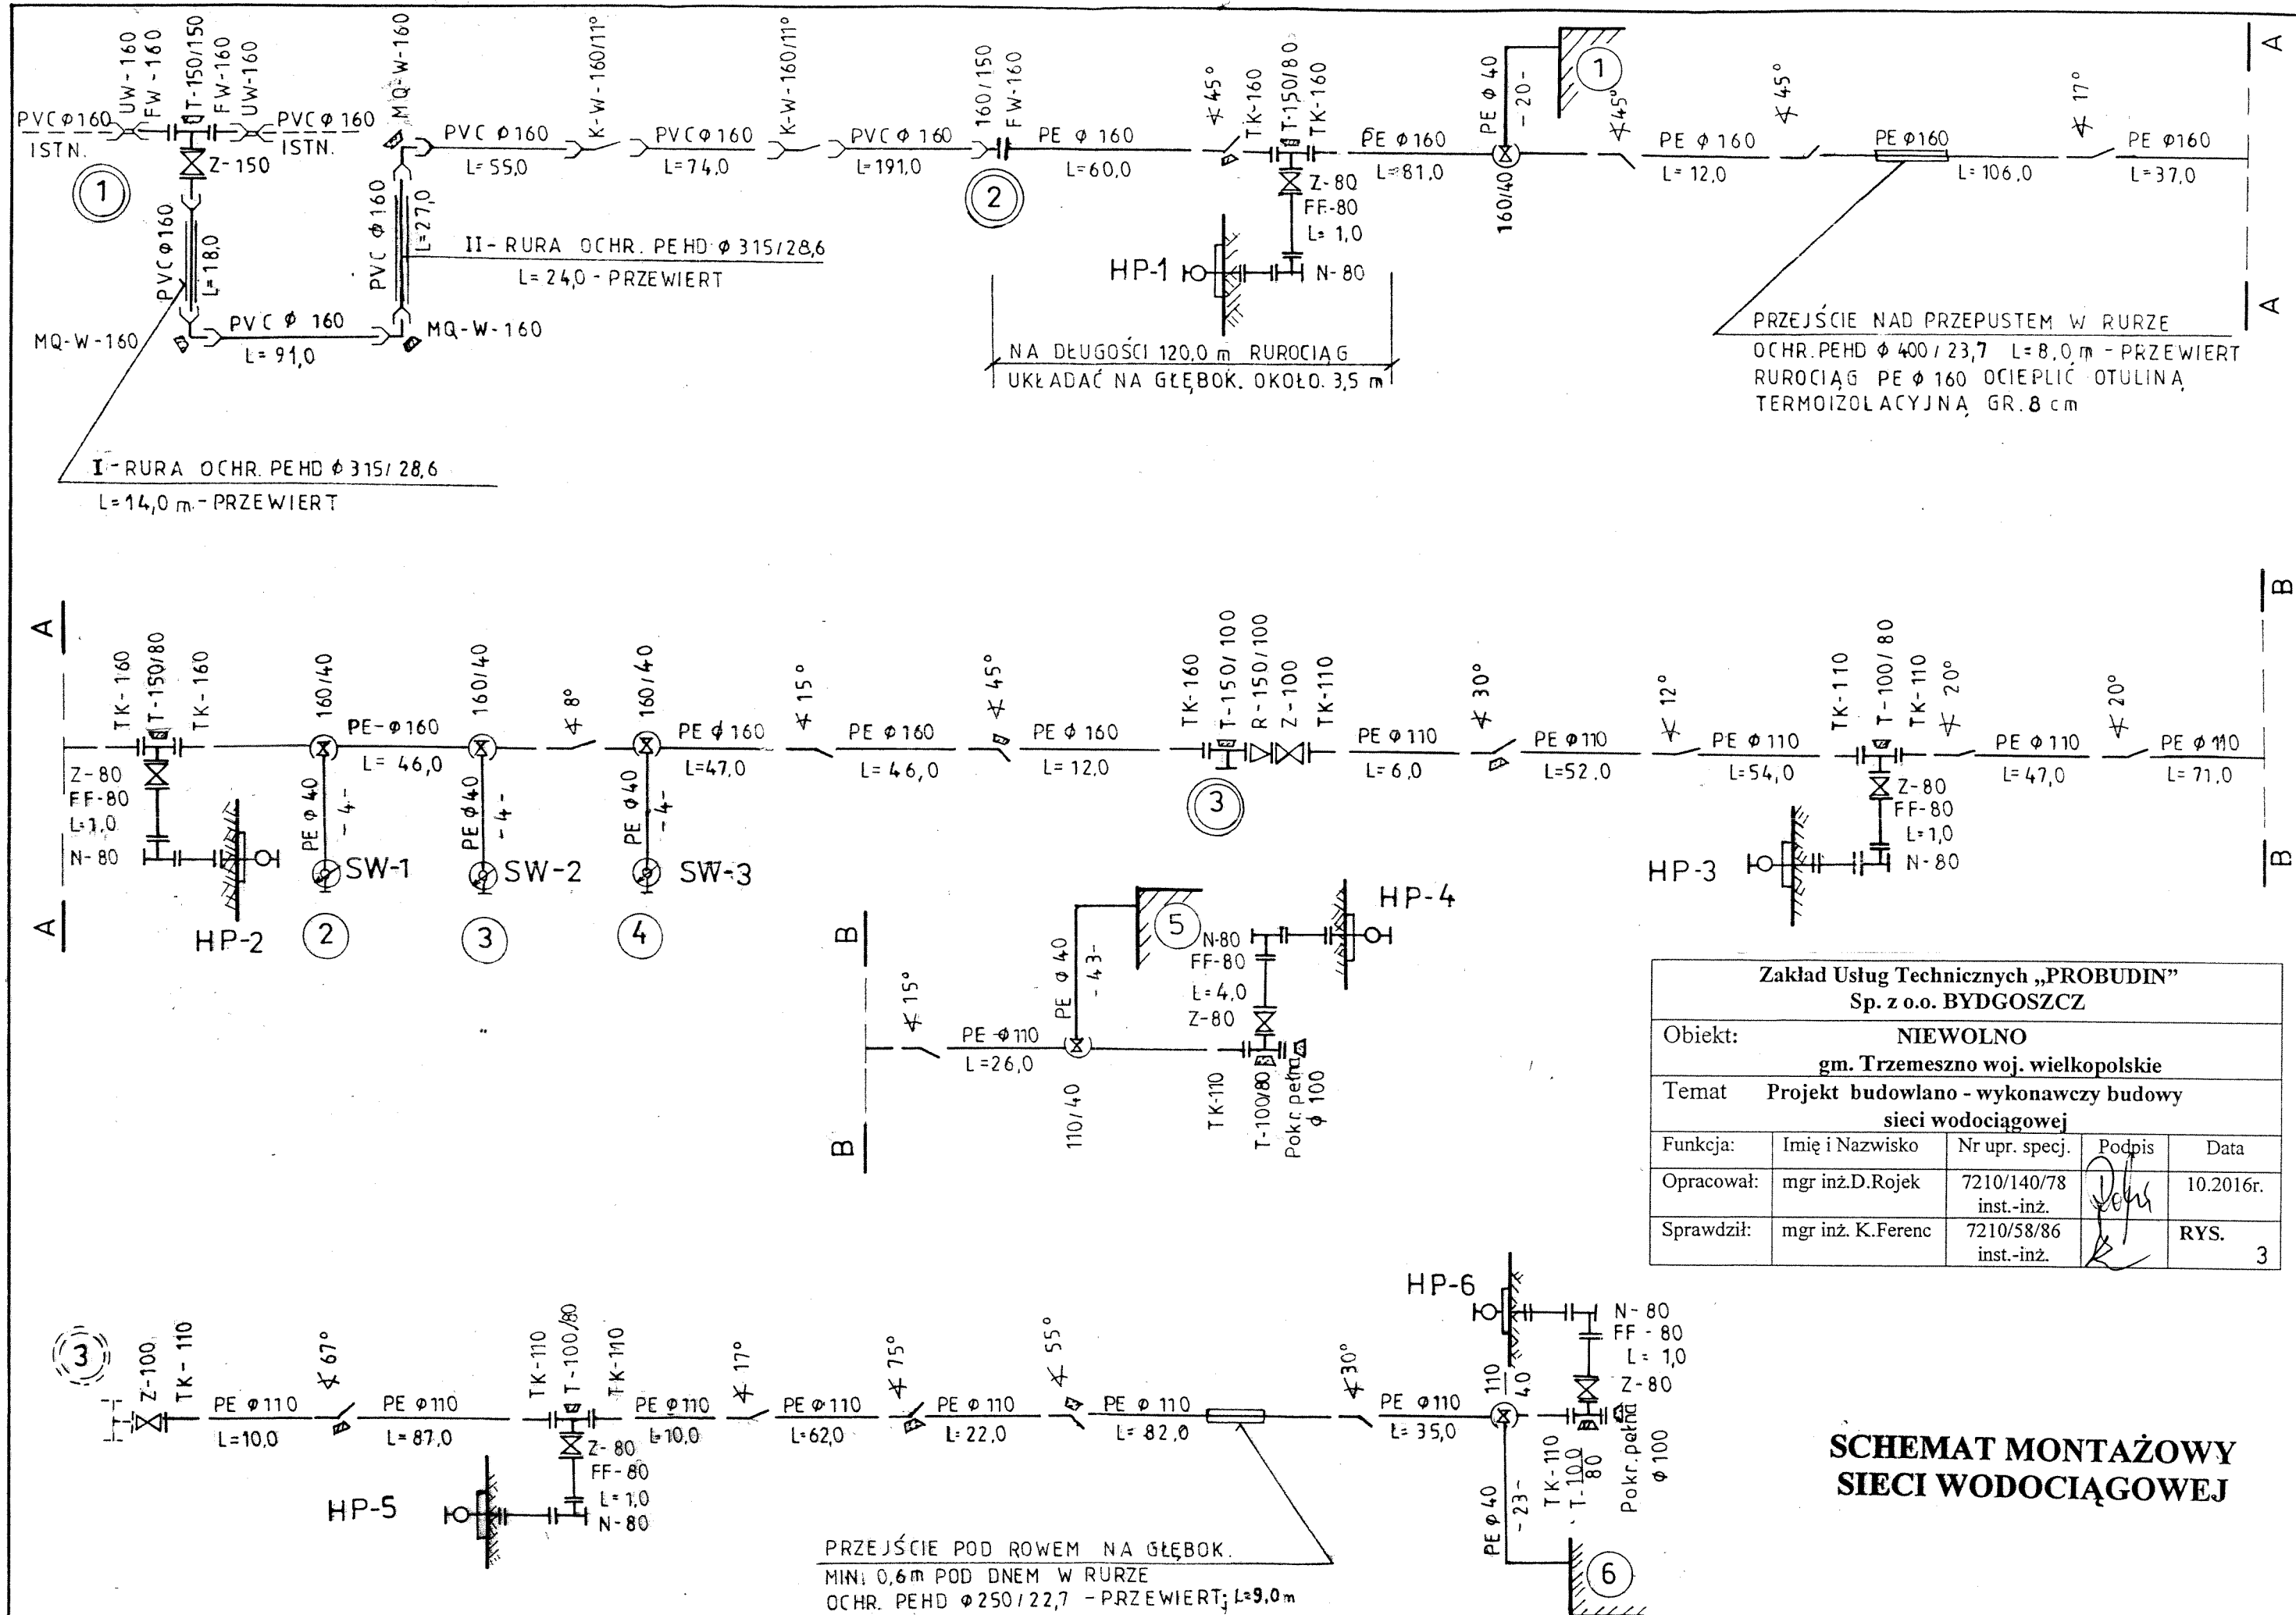 UW-160
FW-160
T-150/150
FW-160
UW-160
PVC φ160
ISTN.
PVC φ160
ISTN.
1
Z-150
PVC φ160
L=18,0
MQ-W-160
PVC φ 160
L=91,0
MQ-W-160
PVC φ 160
L=27,0
MQ-W-160
PVC φ160
L=55,0
K-W-160/11°
PVC φ160
L=74,0
K-W-160/11°
PVC φ 160
L=191,0
160/150
FW-160
2
PE φ 160
L=60,0
∢45°
TK-160
T-150/80
TK-160
Z-80
FF-80
L= 1,0
N-80
HP-1
PE φ160
L=81,0
PE φ 40
-20-
1
160/40
∢45°
PE φ 160
L=12,0
∢45°
PE φ160
L=106,0
∢ 17°
PE φ160
L=37,0
A
A
II- RURA OCHR. PEHD φ 315/28,6
L=24,0 - PRZEWIERT
I-RURA OCHR. PEHD φ 315/28,6
L=14,0 m.-PRZEWIERT
NA DŁUGOŚCI 120,0 m RUROCIĄG
UKŁADAĆ NA GŁĘBOK. OKOŁO. 3,5 m
PRZEJŚCIE NAD PRZEPUSTEM W RURZE
OCHR.PEHD φ 400/23,7 L=8,0 m - PRZEWIERT
RUROCIĄG PE φ 160 OCIEPLIĆ OTULINĄ
TERMOIZOLACYJNĄ GR.8 cm
A
A
TK-160
T-150/80
TK-160
Z-80
FF-80
L=1,0
N-80
HP-2
160/40
PE φ40
-4-
SW-1
2
PE-φ160
L= 46,0
160/40
PE φ40
-4-
SW-2
3
∢ 8°
160/40
PE φ40
-4-
SW-3
4
PE φ160
L=47,0
∢ 15°
PE φ160
L=46,0
∢ 45°
PE φ 160
L=12,0
TK-160
T-150/100
R-150/100
Z-100
TK-110
3
PE φ110
L=6,0
∢ 30°
PE φ110
L=52,0
∢ 12°
PE φ 110
L=54,0
TK-110
T-100/80
TK-110
Z-80
FF-80
L=1,0
N-80
HP-3
∢ 20°
PE φ110
L=47,0
∢ 20°
PE φ110
L=71,0
B
B
B
B
∢ 15°
PE φ110
L=26,0
110/40
PE φ 40
-43-
5
N-80
FF-80
L=4,0
Z-80
HP-4
TK-110
T-100/80
Pokr. pełna
φ 100
Zakład Usług Technicznych „PROBUDIN”
Sp. z o.o. BYDGOSZCZ
Obiekt: NIEWOLNO
gm. Trzemeszno woj. wielkopolskie
Temat Projekt budowlano - wykonawczy budowy
sieci wodociągowej
Funkcja: Imię i Nazwisko Nr upr. specj. Podpis Data
Opracował: mgr inż.D.Rojek 7210/140/78 10.2016r.
inst.-inż.
Sprawdził: mgr inż. K.Ferenc 7210/58/86 RYS.
inst.-inż. 3
3
Z-100
TK-110
PE φ110
L=10,0
∢ 67°
PE φ110
L=87,0
TK-110
T-100/80
TK-110
Z-80
FF-80
L=1,0
N-80
HP-5
PE φ110
L=10,0
∢ 17°
PE φ110
L=62,0
∢ 75°
PE φ 110
L=22,0
∢ 55°
PE φ 110
L=82,0
∢30°
PE φ110
L=35,0
110
40
PE φ 40
-23-
6
HP-6
N-80
FF-80
L= 1,0
Z-80
TK-110
T-100
80
Pokr. pełna
φ 100
PRZEJŚCIE POD ROWEM NA GŁĘBOK.
MIN. 0,6m POD DNEM W RURZE
OCHR. PEHD φ250/22,7 -PRZEWIERT; L=9,0m
SCHEMAT MONTAŻOWY
SIECI WODOCIĄGOWEJ